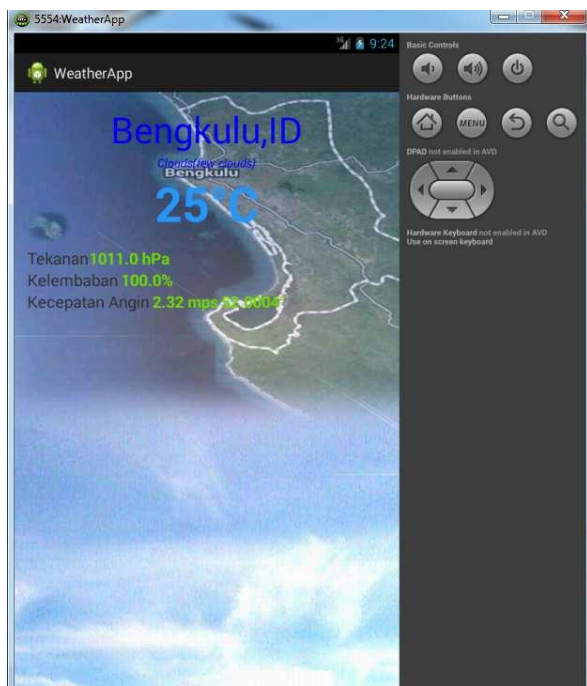 5554:WeatherApp
3G 9:24
WeatherApp
Bengkulu,ID
Clouds(few clouds)
Bengkulu
25°C
Tekanan 1011.0 hPa
Kelembaban 100.0%
Kecepatan Angin 2.32 mps
Basic Controls
Hardware Buttons
MENU
DPAD not enabled in AVD
Hardware Keyboard not enabled in AVD
Use on screen keyboard